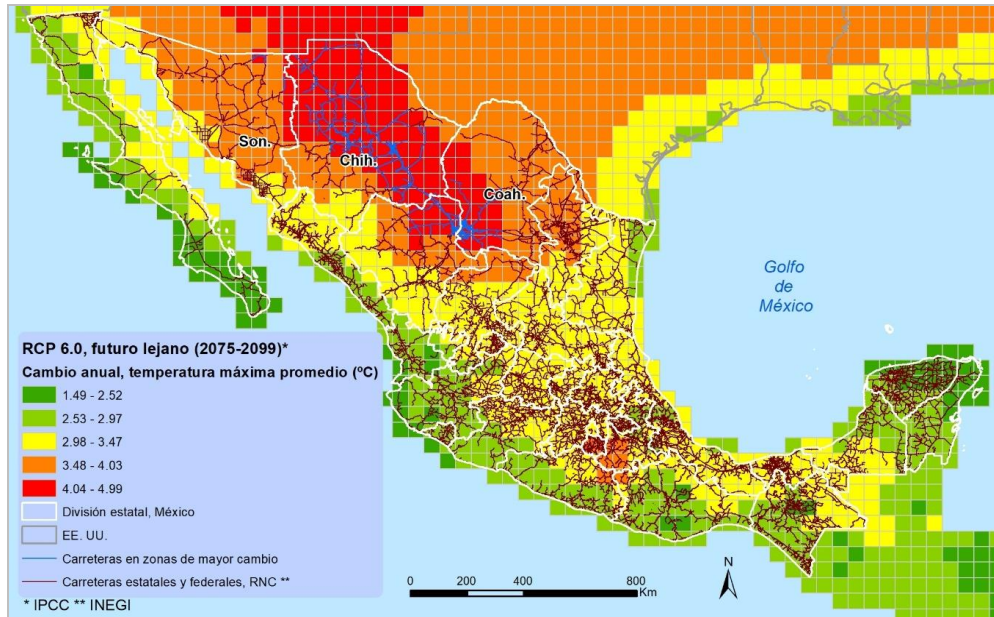 Son.
Chih.
Coah.
Golfo
de
México
RCP 6.0, futuro lejano (2075-2099)*
Cambio anual, temperatura máxima promedio (ºC)
1.49 - 2.52
2.53 - 2.97
2.98 - 3.47
3.48 - 4.03
4.04 - 4.99
División estatal, México
EE. UU.
Carreteras en zonas de mayor cambio
Carreteras estatales y federales, RNC **
* IPCC ** INEGI
0 200 400 800
Km
N